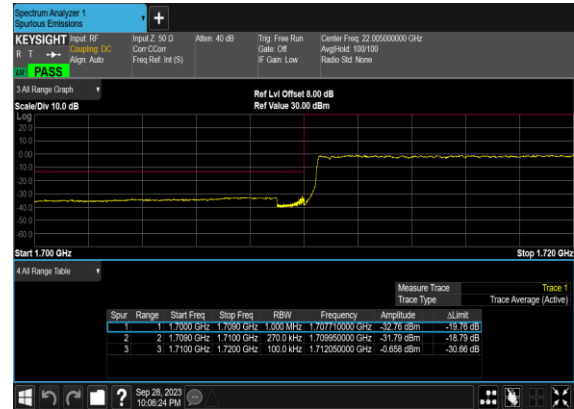 Spectrum Analyzer 1
Spurious Emissions
+
KEYSIGHT Input: RF Input Z: 50 Ω Atten: 40 dB Trig: Free Run Center Freq: 22.005000000 GHz
R T Coupling: DC Corr CCorr Gate: Off Avg|Hold: 100/100
Align: Auto Freq Ref: Int (S) IF Gain: Low Radio Std: None
LVI PASS
3 All Range Graph
Ref Lvl Offset 8.00 dB
Scale/Div 10.0 dB Ref Value 30.00 dBm
Log
20.0
10.0
0.00
-10.0
-20.0
-30.0
-40.0
-50.0
-60.0
Start 1.700 GHz Stop 1.720 GHz
4 All Range Table
Measure Trace Trace 1
Trace Type Trace Average (Active)
Spur Range Start Freq Stop Freq RBW Frequency Amplitude ΔLimit
1 1 1.7000 GHz 1.7090 GHz 1.000 MHz 1.707710000 GHz -32.76 dBm -19.76 dB
2 2 1.7090 GHz 1.7100 GHz 270.0 kHz 1.709950000 GHz -31.79 dBm -18.79 dB
3 3 1.7100 GHz 1.7200 GHz 100.0 kHz 1.712050000 GHz -0.658 dBm -30.66 dB
? Sep 28, 2023
10:06:24 PM